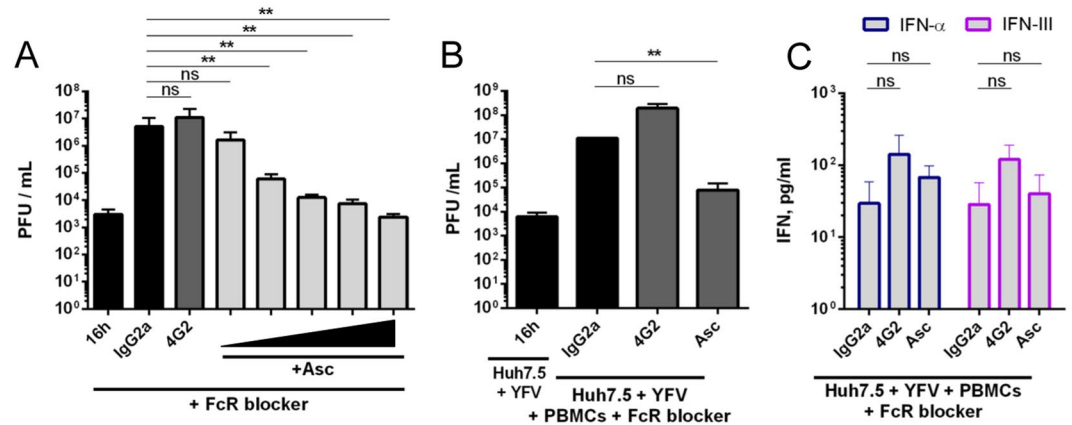 A
**
**
**
**
ns
ns
PFU / mL
10⁸
10⁷
10⁶
10⁵
10⁴
10³
10²
10¹
10⁰
16h
IgG2a
4G2
+Asc
+ FcR blocker
B
**
ns
PFU /mL
10⁹
10⁸
10⁷
10⁶
10⁵
10⁴
10³
10²
10¹
10⁰
16h
IgG2a
4G2
Asc
Huh7.5
+ YFV
Huh7.5 + YFV
+ PBMCs + FcR blocker
IFN-α
IFN-III
C
ns
ns
ns
ns
IFN, pg/ml
10³
10²
10¹
10⁰
IgG2a
4G2
Asc
IgG2a
4G2
Asc
Huh7.5 + YFV + PBMCs
+ FcR blocker